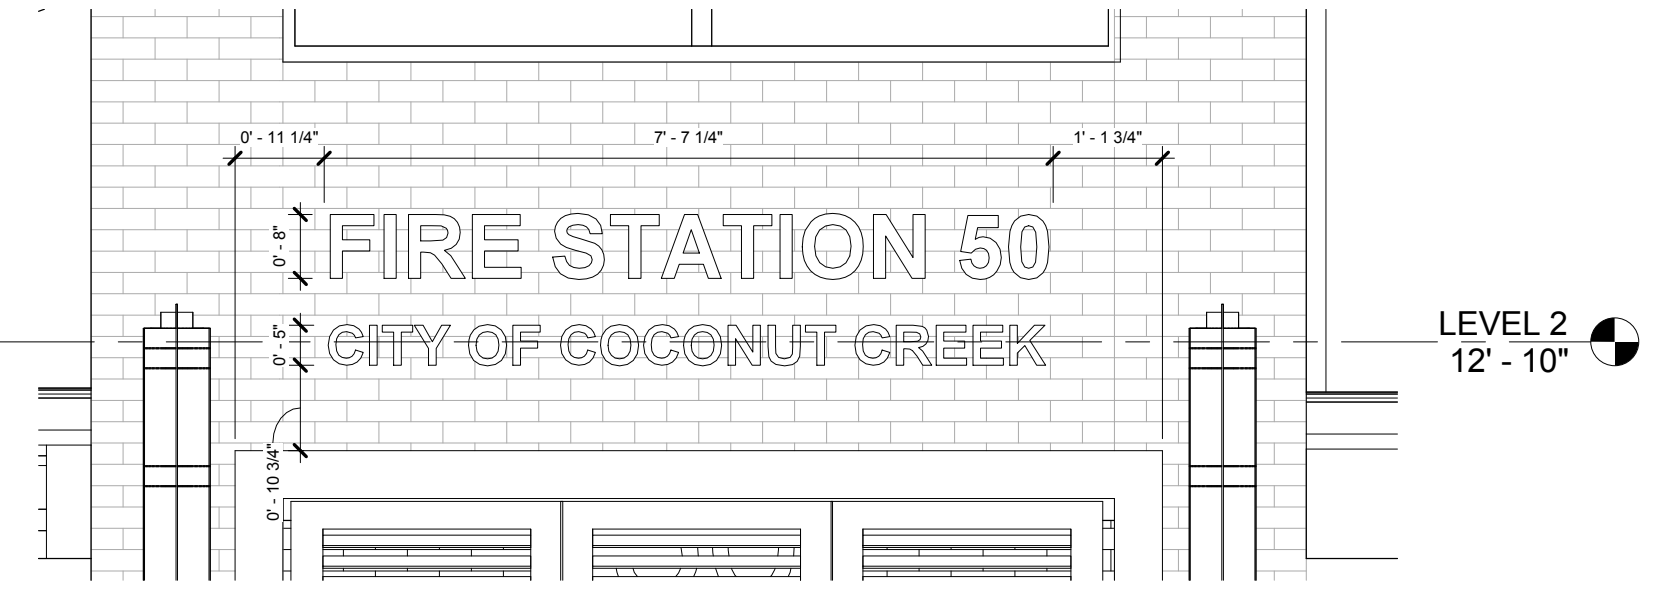 0' - 11 1/4" 7' - 7 1/4" 1' - 1 3/4"
0' - 8"
FIRE STATION 50
0' - 5"
CITY OF COCONUT CREEK
LEVEL 2
12' - 10"
0' - 10 3/4"